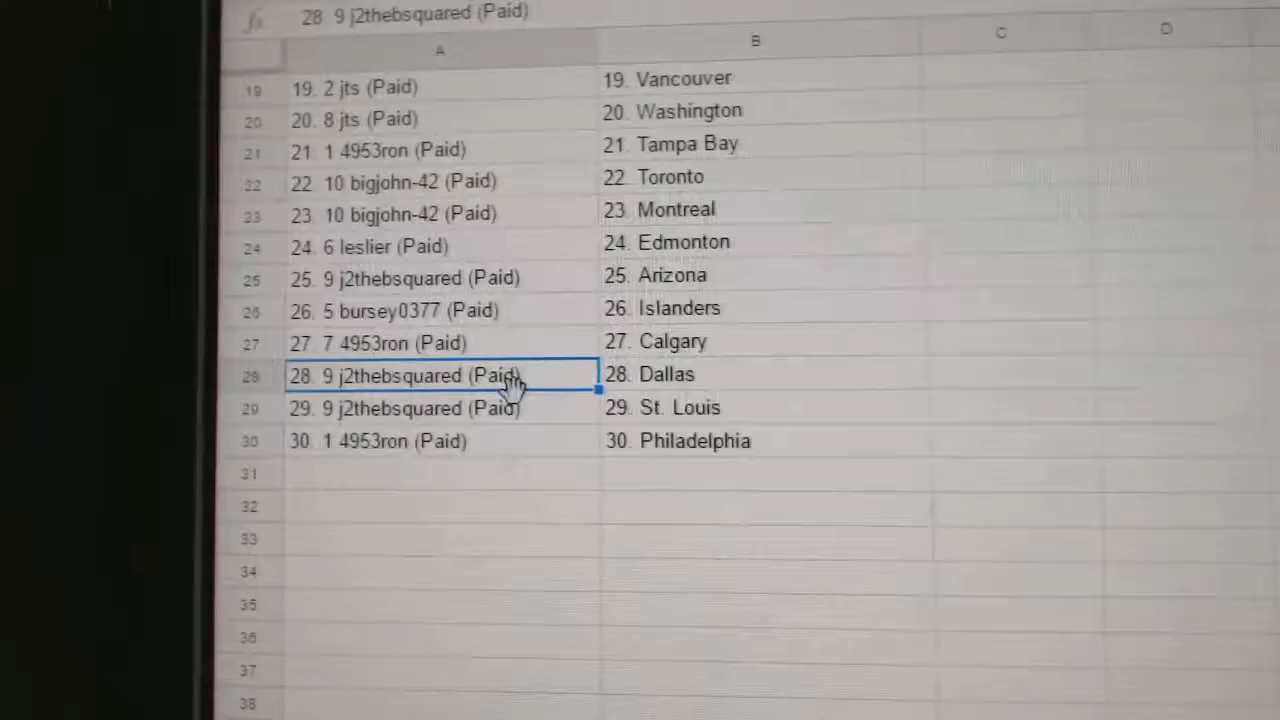 fx 28 9 j2thebsquared (Paid)
A B C D
19 19. 2 jts (Paid) 19. Vancouver
20 20. 8 jts (Paid) 20. Washington
21 21 1 4953ron (Paid) 21. Tampa Bay
22 22 10 bigjohn-42 (Paid) 22 Toronto
23 23 10 bigjohn-42 (Paid) 23. Montreal
24 24. 6 leslier (Paid) 24. Edmonton
25 25. 9 j2thebsquared (Paid) 25. Arizona
26 26. 5 bursey0377 (Paid) 26. Islanders
27 27 7 4953ron (Paid) 27. Calgary
28 28. 9 j2thebsquared (Paid) 28. Dallas
29 29. 9 j2thebsquared (Paid) 29. St. Louis
30 30. 1 4953ron (Paid) 30. Philadelphia
31
32
33
34
35
36
37
38